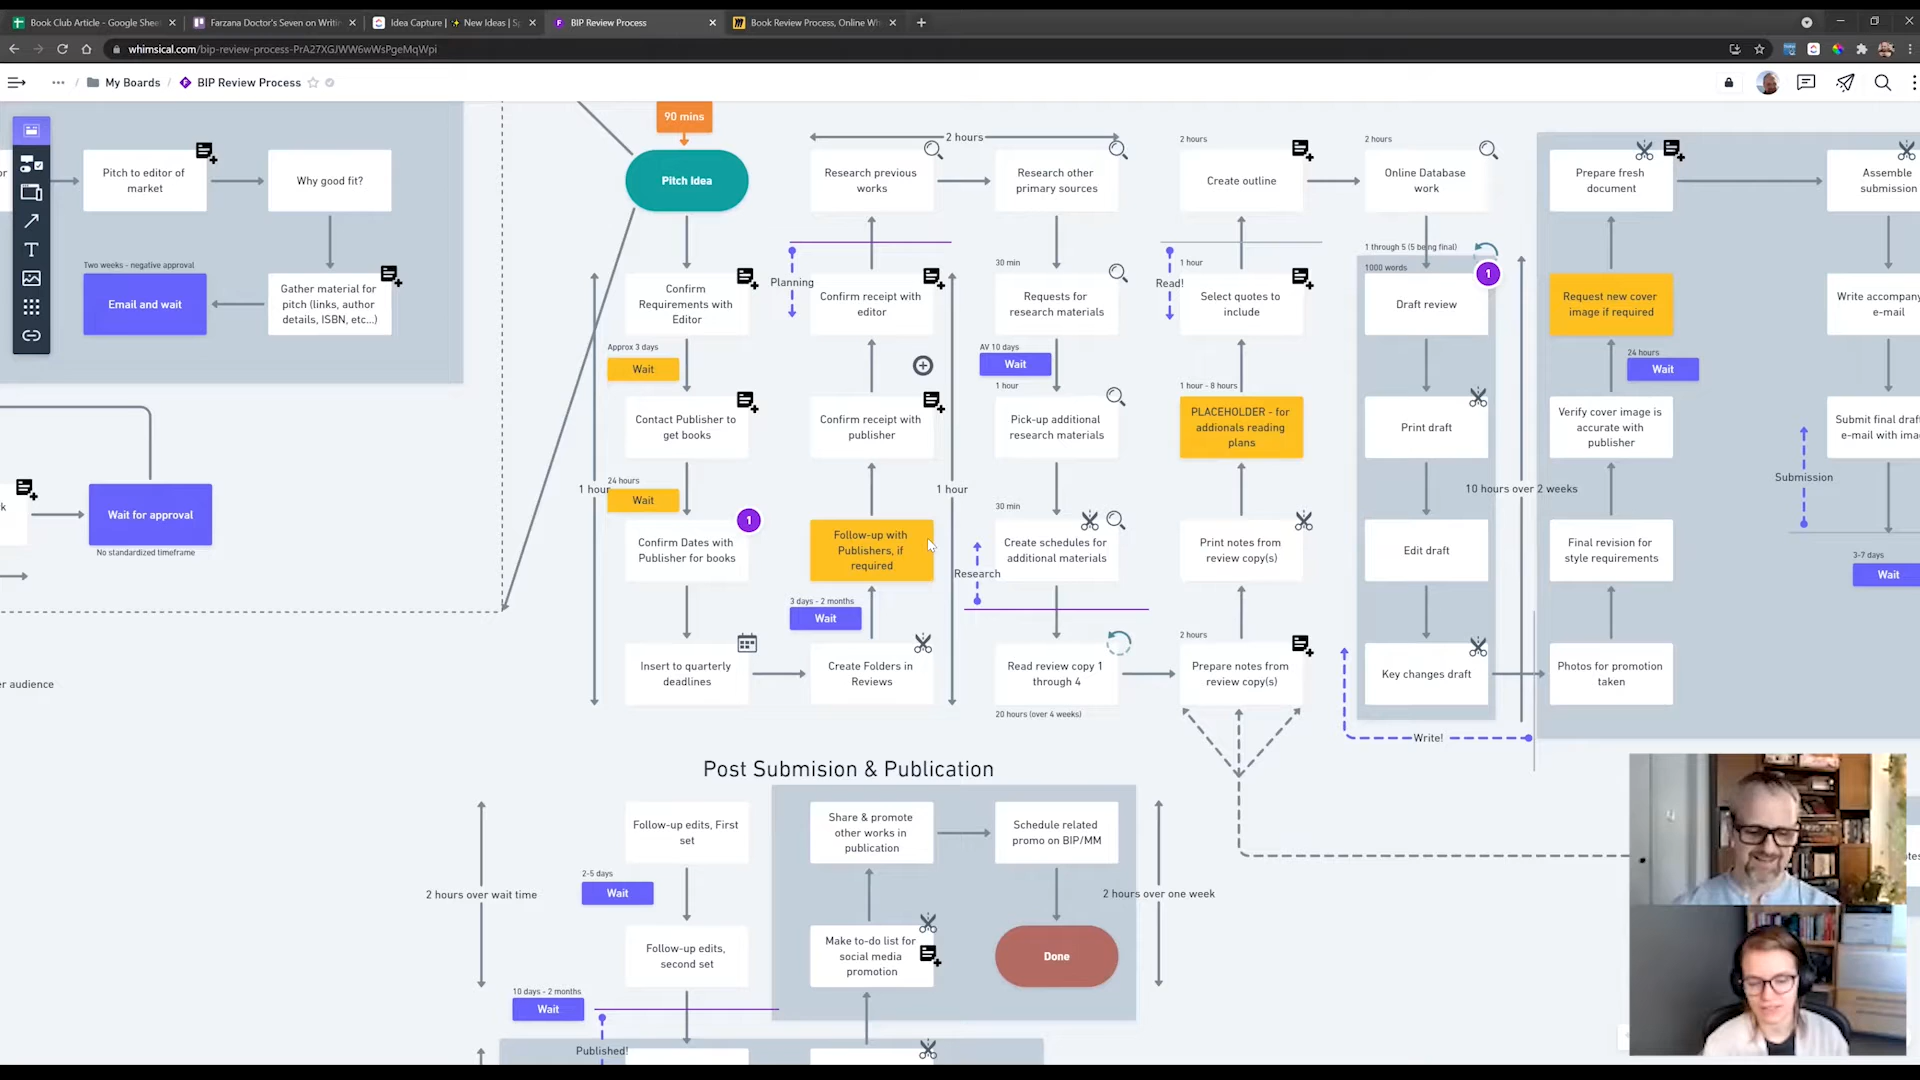 Book Club Article - Google Shee
Farzana Doctor's Seven on Writin
Idea Capture | ✨ New Ideas | S
BIP Review Process
Book Review Process, Online Wh
whimsical.com/bip-review-process-PrA27XGJWW6wWsPgeMqWpi
My Boards / BIP Review Process
Pitch to editor of
market
Why good fit?
Two weeks - negative approval
Email and wait
Gather material for
pitch (links, author
details, ISBN, etc...)
Wait for approval
No standardized timeframe
er audience
90 mins
Pitch Idea
Confirm
Requirements with
Editor
Approx 3 days
Wait
Contact Publisher to
get books
1 hour
24 hours
Wait
1
Confirm Dates with
Publisher for books
Insert to quarterly
deadlines
2 hours
Research previous
works
Planning
Confirm receipt with
editor
Confirm receipt with
publisher
1 hour
Follow-up with
Publishers, if
required
3 days - 2 months
Wait
Create Folders in
Reviews
Research other
primary sources
30 min
Requests for
research materials
AV 10 days
Wait
1 hour
Pick-up additional
research materials
30 min
Create schedules for
additional materials
Research
Read review copy 1
through 4
20 hours (over 4 weeks)
2 hours
Create outline
Read!
1 hour
Select quotes to
include
1 hour - 8 hours
PLACEHOLDER - for
addionals reading
plans
Print notes from
review copy(s)
2 hours
Prepare notes from
review copy(s)
2 hours
Online Database
work
1 through 5 (5 being final)
1000 words
1
Draft review
Print draft
10 hours over 2 weeks
Edit draft
Key changes draft
Write!
Prepare fresh
document
Request new cover
image if required
24 hours
Wait
Verify cover image is
accurate with
publisher
Final revision for
style requirements
Photos for promotion
taken
Assemble
submission
Write accompany
e-mail
Submit final draf
e-mail with ima
Submission
3-7 days
Wait
Post Submision & Publication
Follow-up edits, First
set
2-5 days
Wait
2 hours over wait time
Follow-up edits,
second set
10 days - 2 months
Wait
Published!
Share & promote
other works in
publication
Schedule related
promo on BIP/MM
2 hours over one week
Make to-do list for
social media
promotion
Done